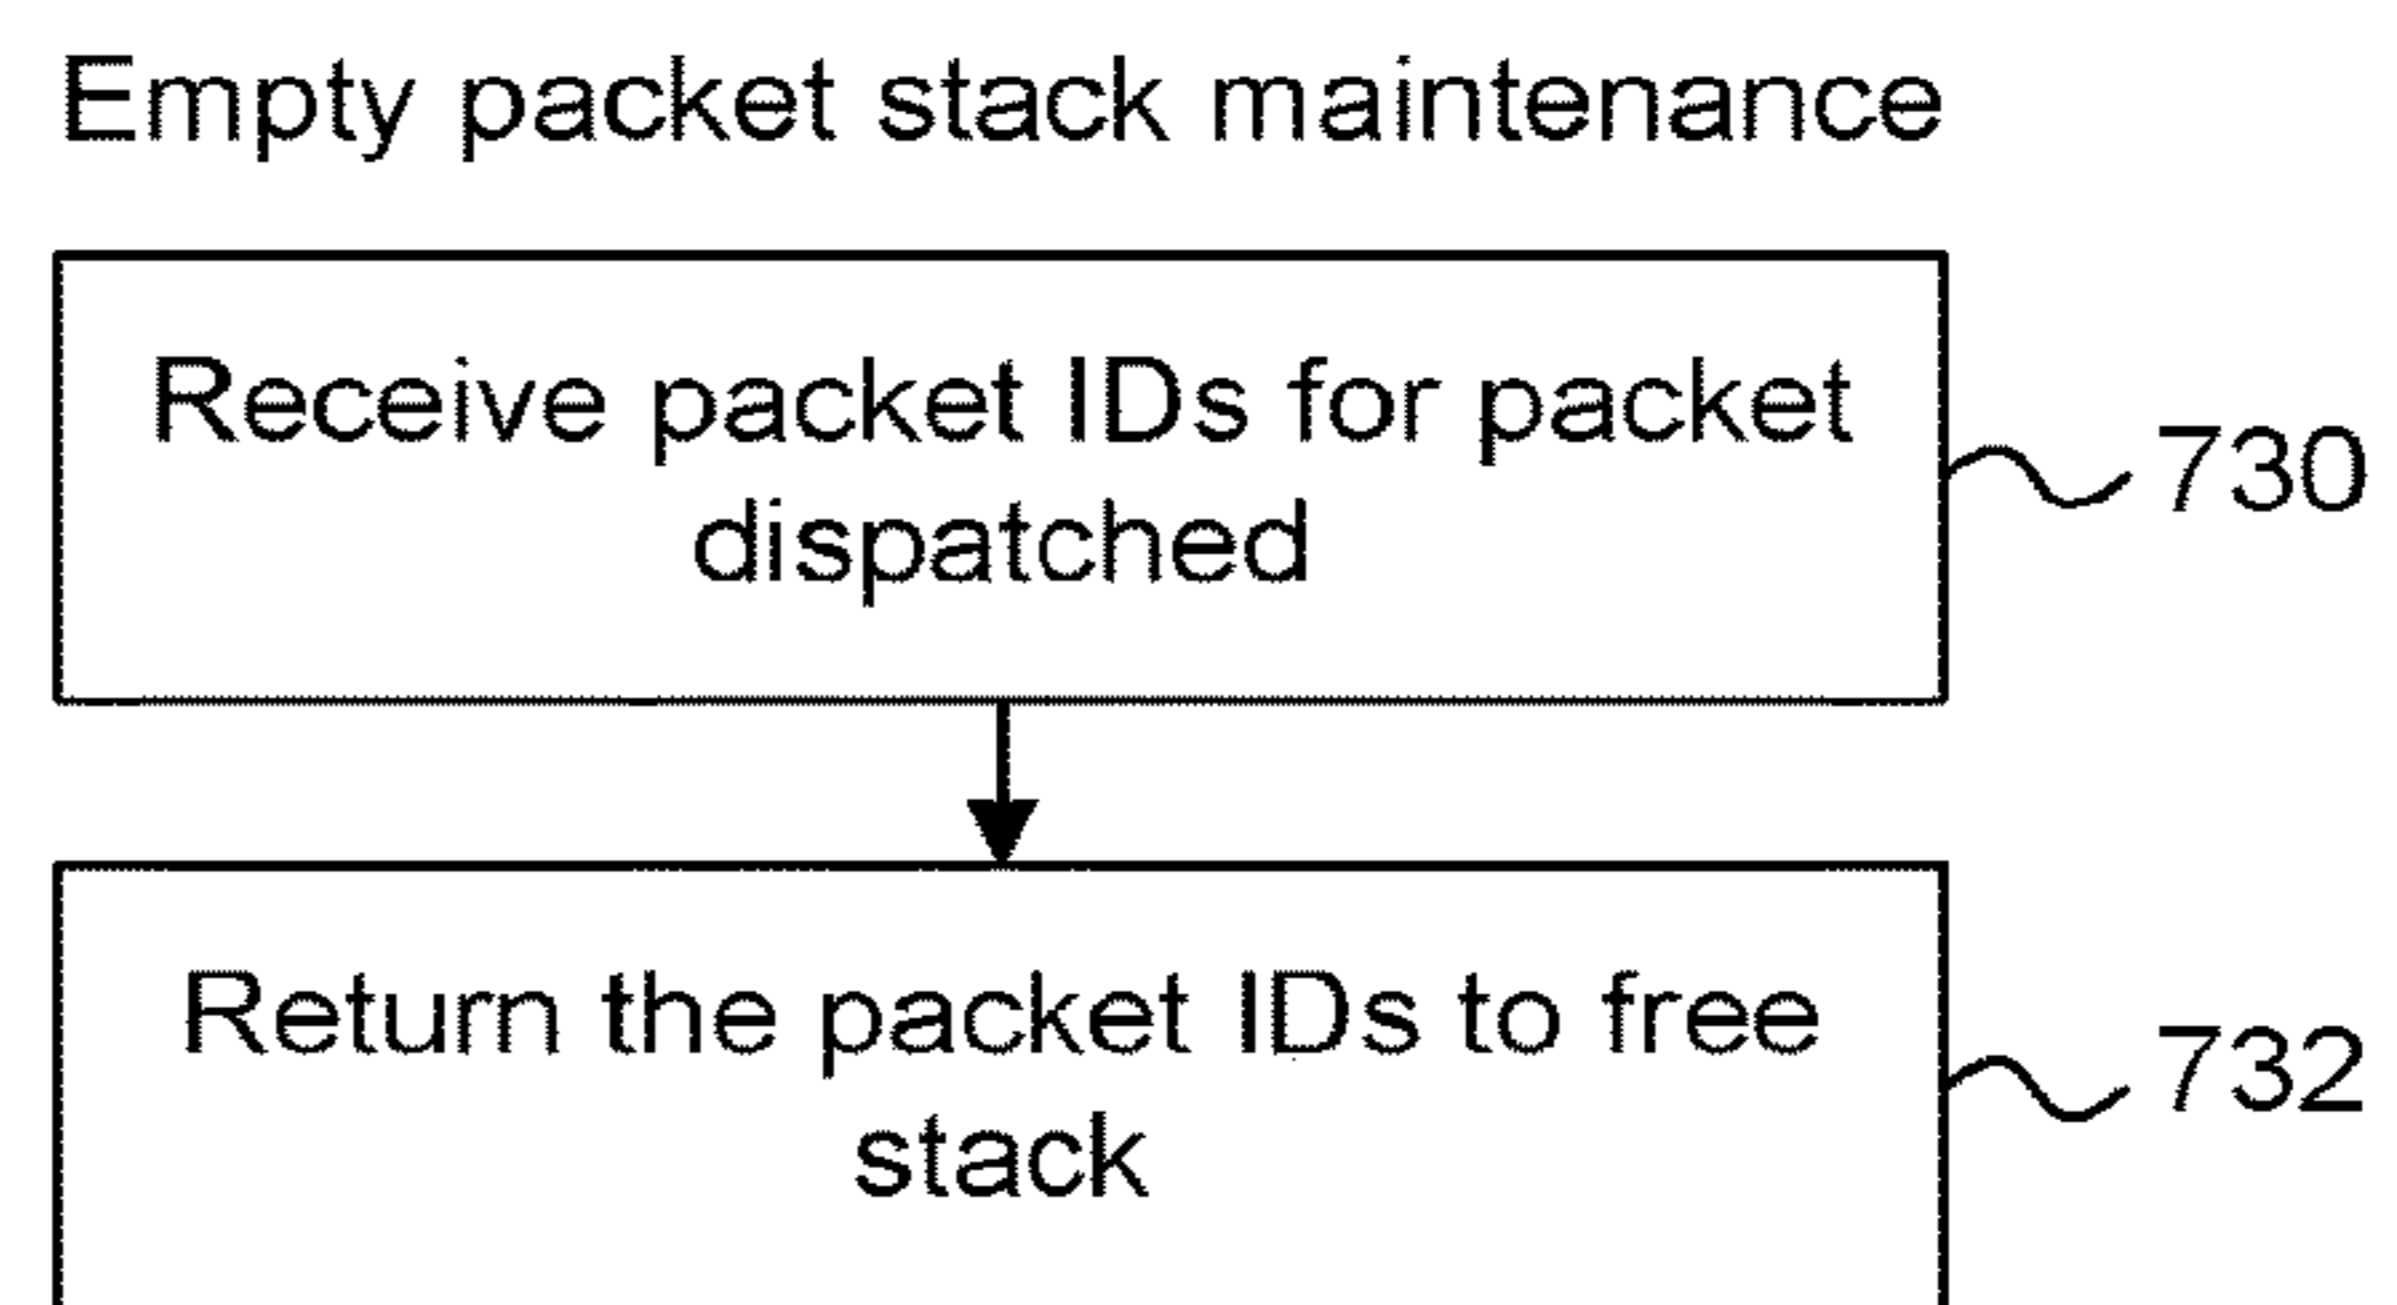 Empty packet stack maintenance
Receive packet IDs for packet
dispatched
730
Return the packet IDs to free
stack
732